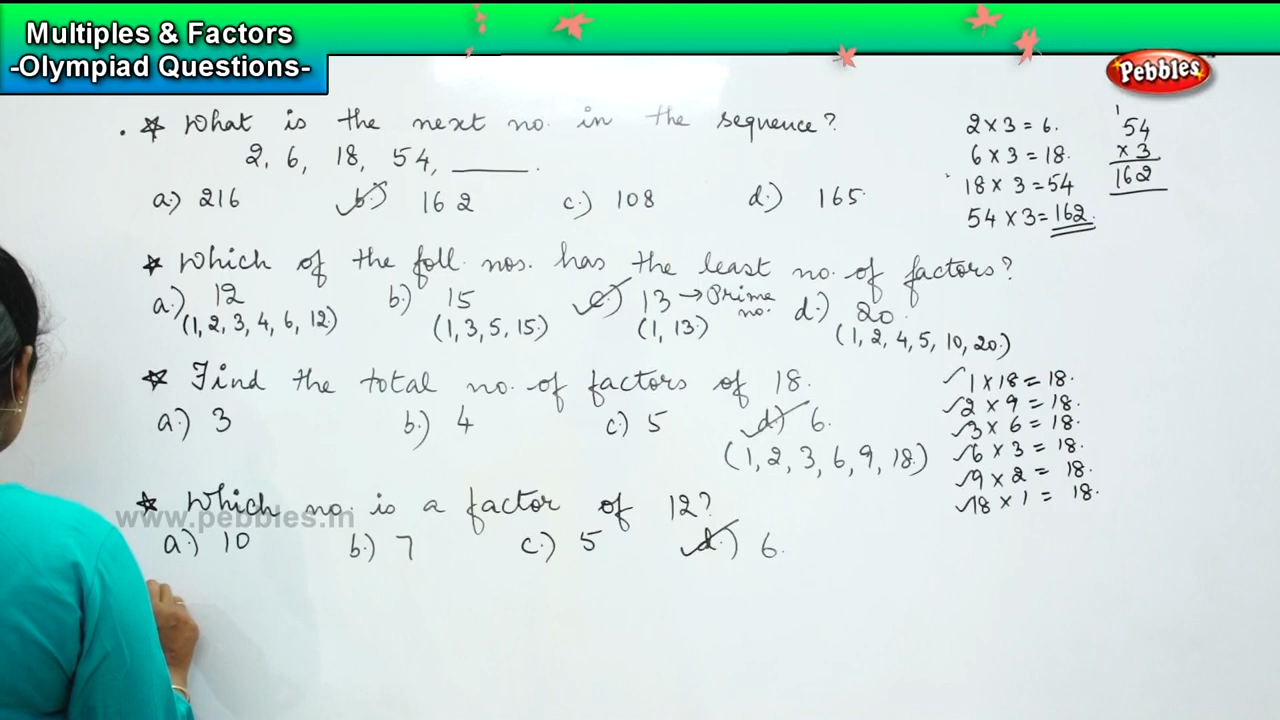 Multiples & Factors
-Olympiad Questions-
Pebbles
. ☆ What is the next no. in the sequence?
2, 6, 18, 54, ______.
a.) 216 b.) 162 c.) 108 d.) 165.
2 x 3 = 6.
6 x 3 = 18.
18 x 3 = 54
54 x 3 = 162.
1
54
x 3
162
☆ Which of the foll. nos. has the least no. of factors?
a.) 12 b.) 15 c.) 13 → Prime no. d.) 20.
(1, 2, 3, 4, 6, 12.) (1, 3, 5, 15.) (1, 13.) (1, 2, 4, 5, 10, 20.)
☆ Find the total no. of factors of 18.
a.) 3 b.) 4 c.) 5 d.) 6.
(1, 2, 3, 6, 9, 18.)
✓1 x 18 = 18.
✓2 x 9 = 18.
✓3 x 6 = 18.
✓6 x 3 = 18.
✓9 x 2 = 18.
✓18 x 1 = 18.
☆ Which no. is a factor of 12?
www.pebbles.in
a.) 10 b.) 7 c.) 5 d.) 6.